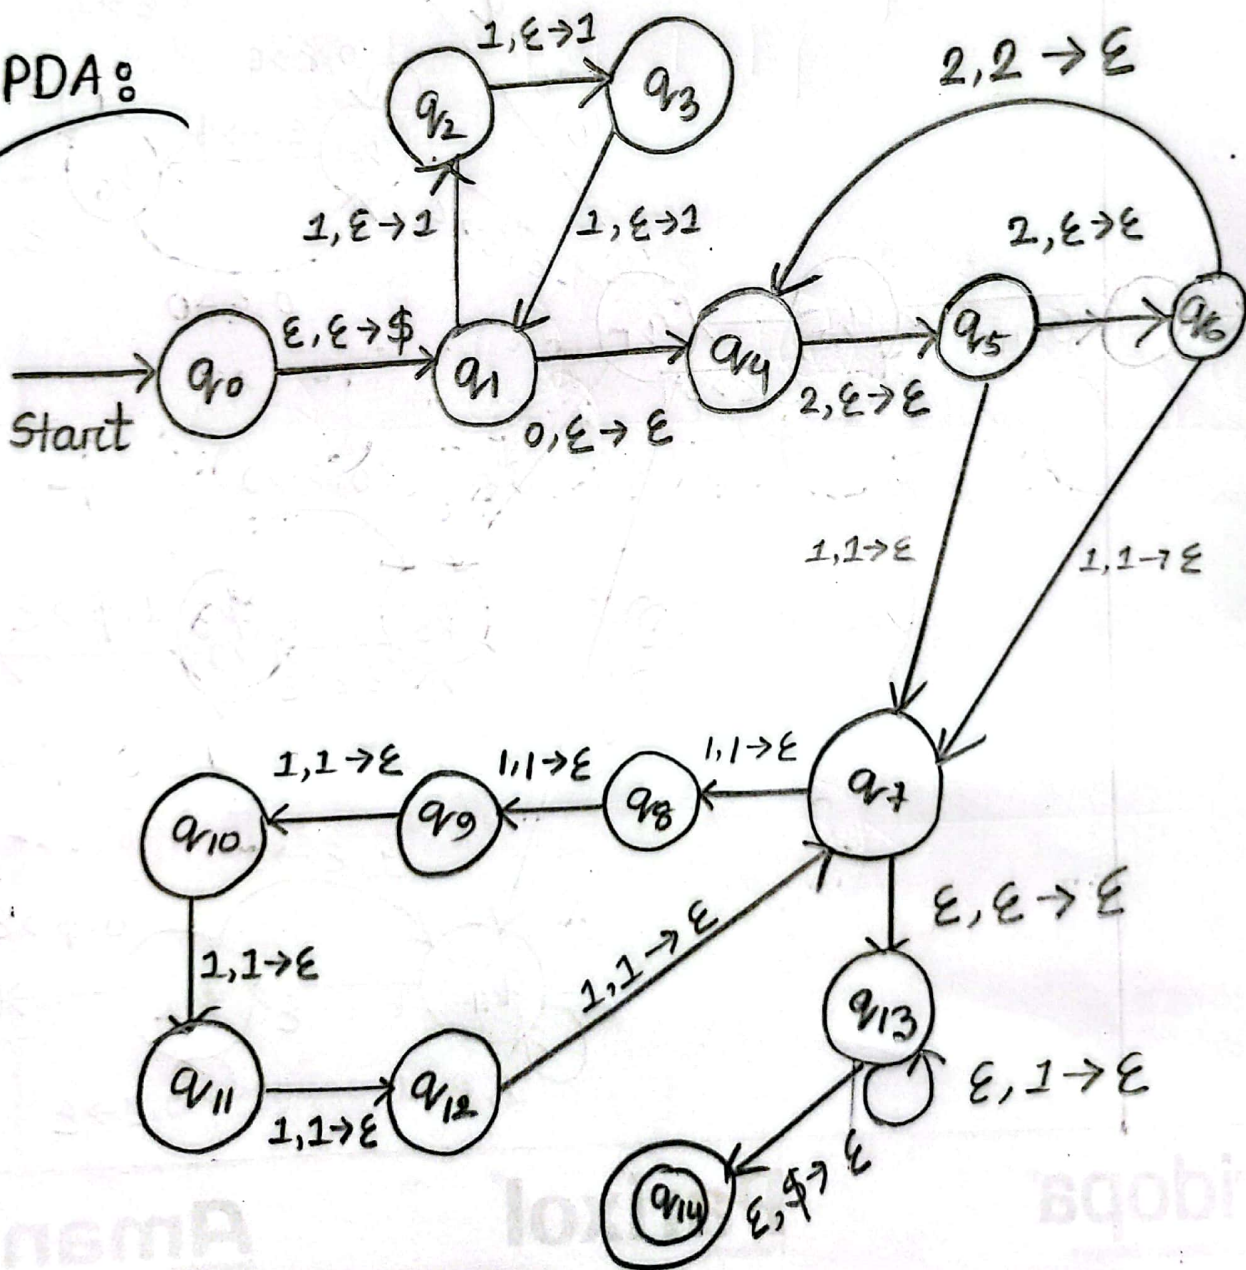 PDA:
1,ε→1
q2
q3
2,2→ε
1,ε→1
1,ε→1
2,ε→ε
Start
q0
ε,ε→$
q1
0,ε→ε
q4
2,ε→ε
q5
q6
1,1→ε
1,1→ε
q10
1,1→ε
q9
1,1→ε
q8
1,1→ε
q7
1,1→ε
1,1→ε
ε,ε→ε
q13
q11
1,1→ε
q12
ε,1→ε
q14
ε,$→ε